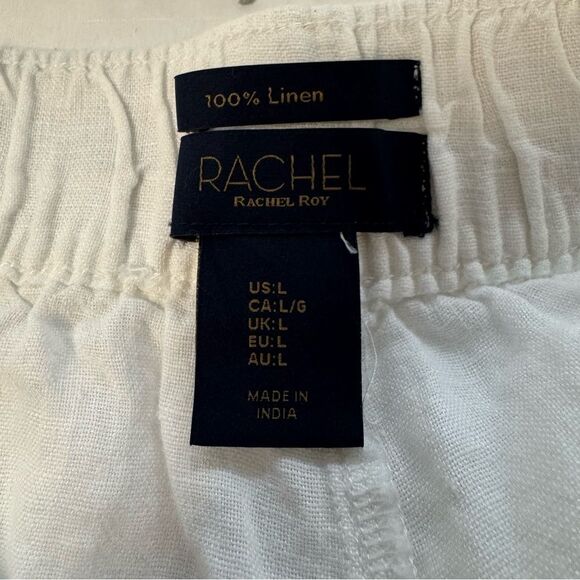 100% Linen
RACHEL
RACHEL ROY
US:L
CA:L/G
UK:L
EU:L
AU:L
MADE IN
INDIA